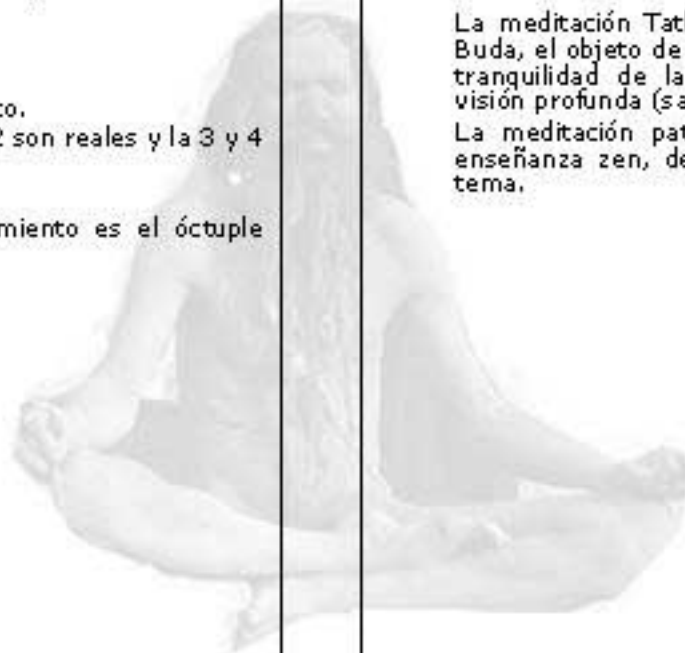 to.
2 son reales y la 3 y 4
miento es el óctuple
La meditación Tat
Buda, el objeto de
tranquilidad de la
visión profunda (sa
La meditación pat
enseñanza zen, de
tema.